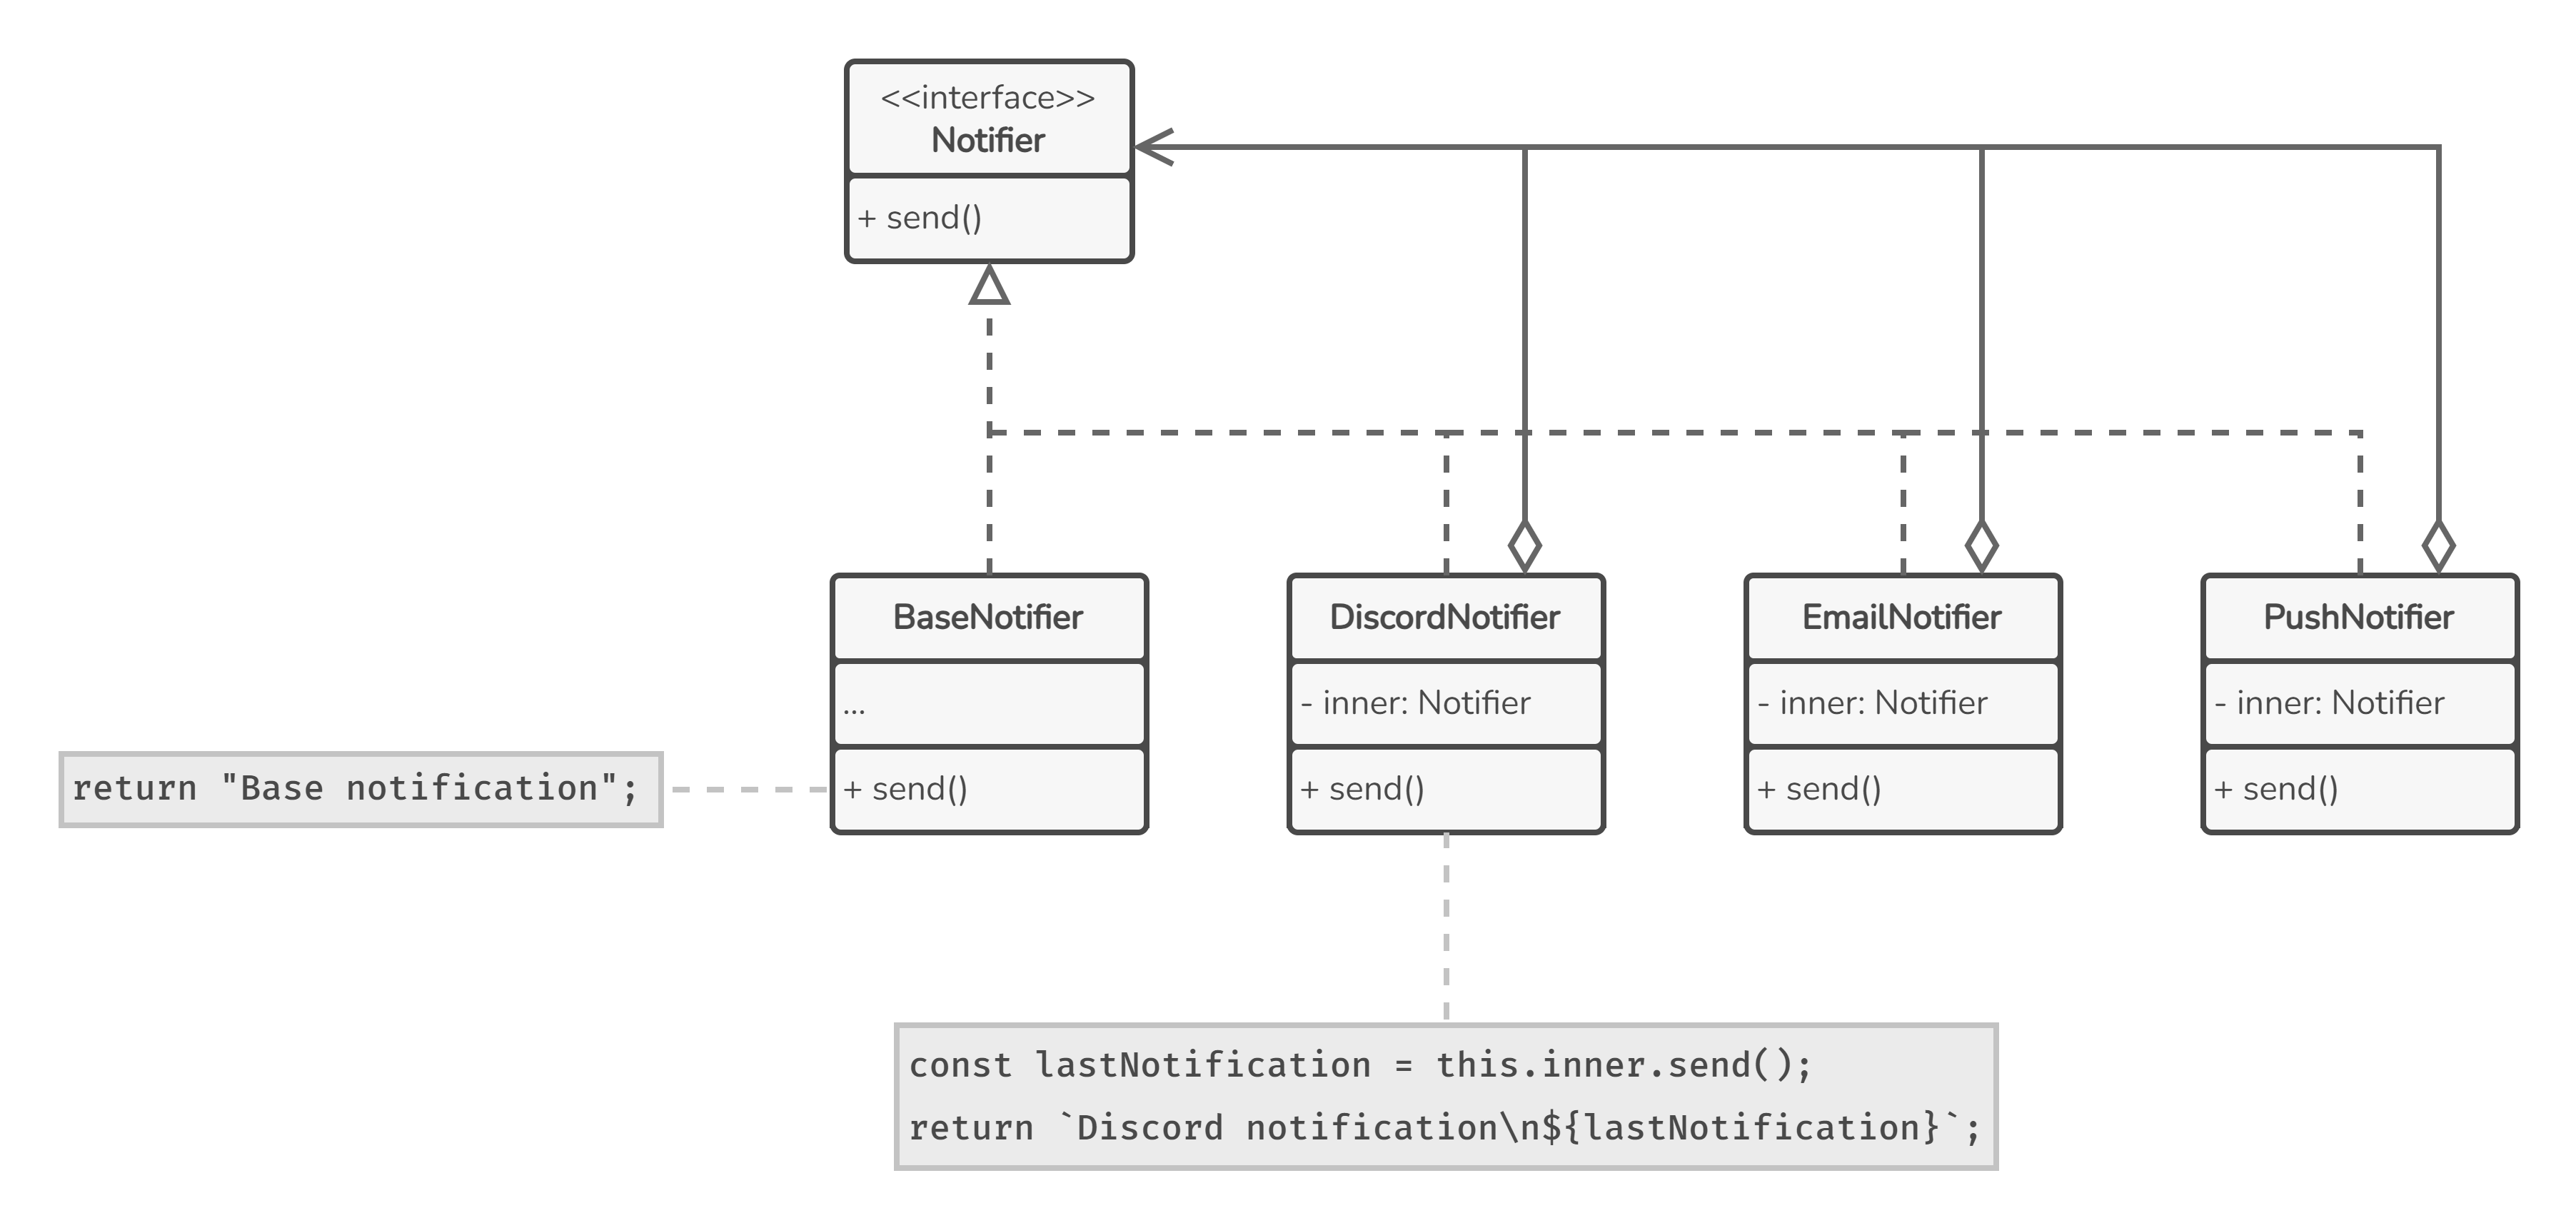 <<interface>>
Notifier
+ send()
BaseNotifier
...
+ send()
DiscordNotifier
- inner: Notifier
+ send()
EmailNotifier
- inner: Notifier
+ send()
PushNotifier
- inner: Notifier
+ send()
return "Base notification";
const lastNotification = this.inner.send();
return `Discord notification\n${lastNotification}`;